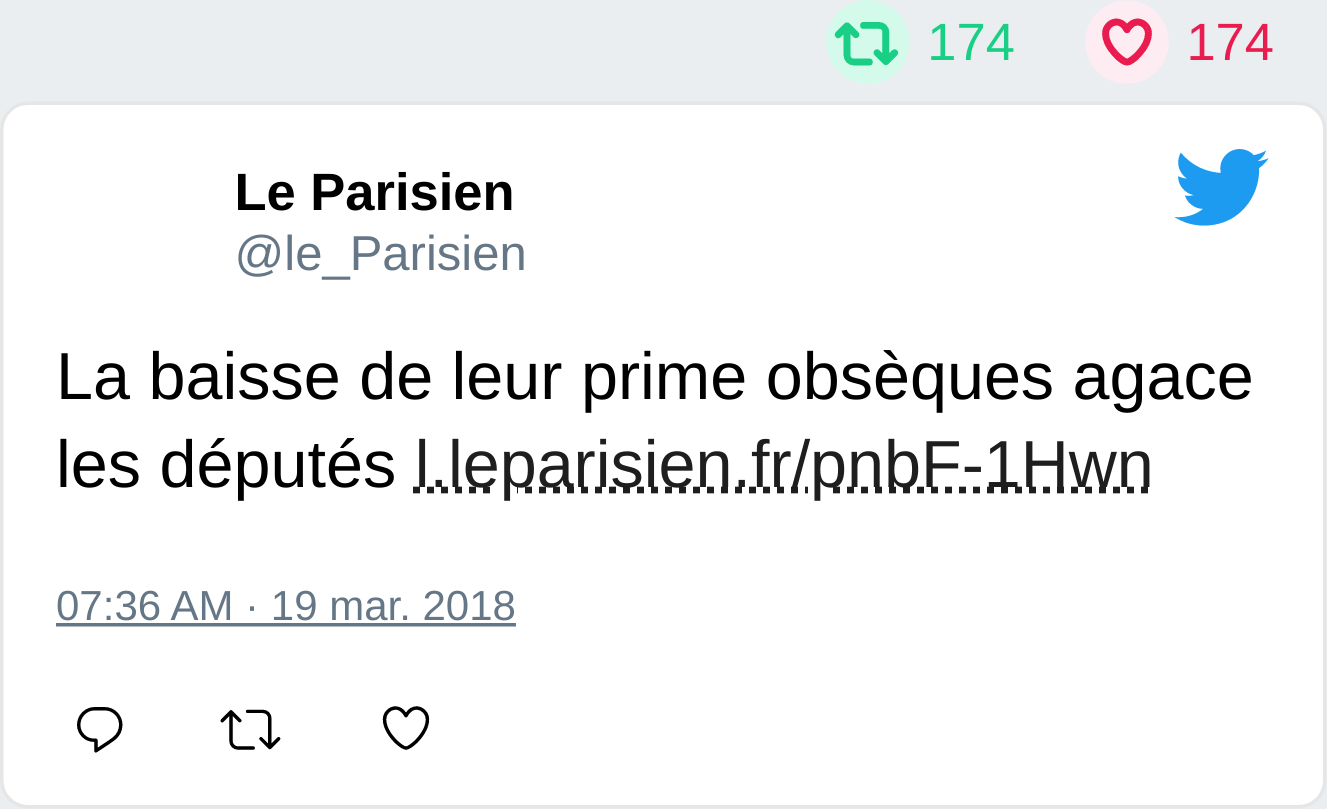 174 174
Le Parisien
@le_Parisien
La baisse de leur prime obsèques agace
les députés l.leparisien.fr/pnbF-1Hwn
07:36 AM · 19 mar. 2018